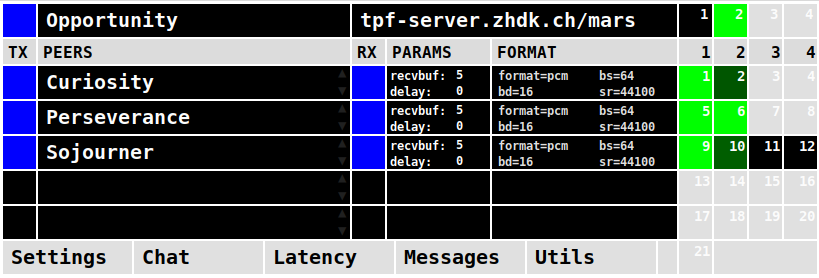 Opportunity tpf-server.zhdk.ch/mars 1 2 3 4
TX PEERS RX PARAMS FORMAT 1 2 3 4
Curiosity recvbuf: 5 format=pcm bs=64 1 2 3 4
delay: 0 bd=16 sr=44100
Perseverance recvbuf: 5 format=pcm bs=64 5 6 7 8
delay: 0 bd=16 sr=44100
Sojourner recvbuf: 5 format=pcm bs=64 9 10 11 12
delay: 0 bd=16 sr=44100
13 14 15 16
17 18 19 20
Settings Chat Latency Messages Utils 21